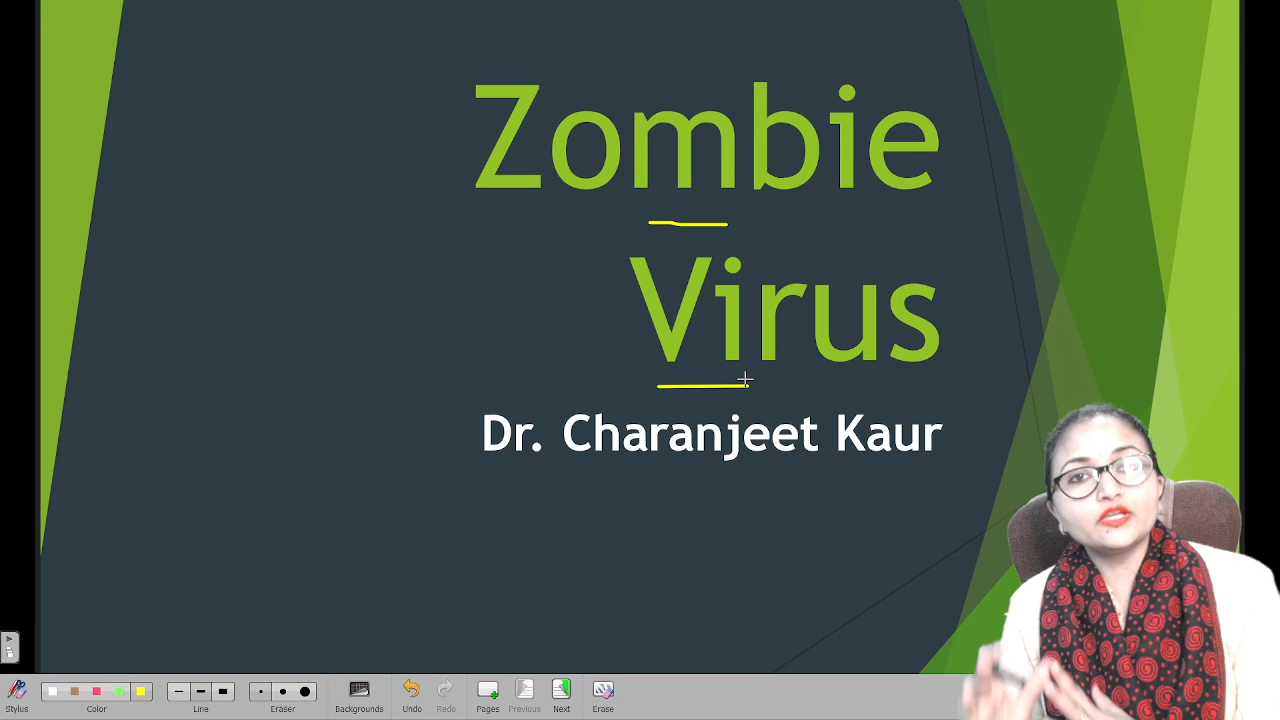 Zombie
Virus
Dr. Charanjeet Kaur
Stylus
Color
Line
Eraser
Backgrounds
Undo
Redo
Pages
Previous
Next
Erase